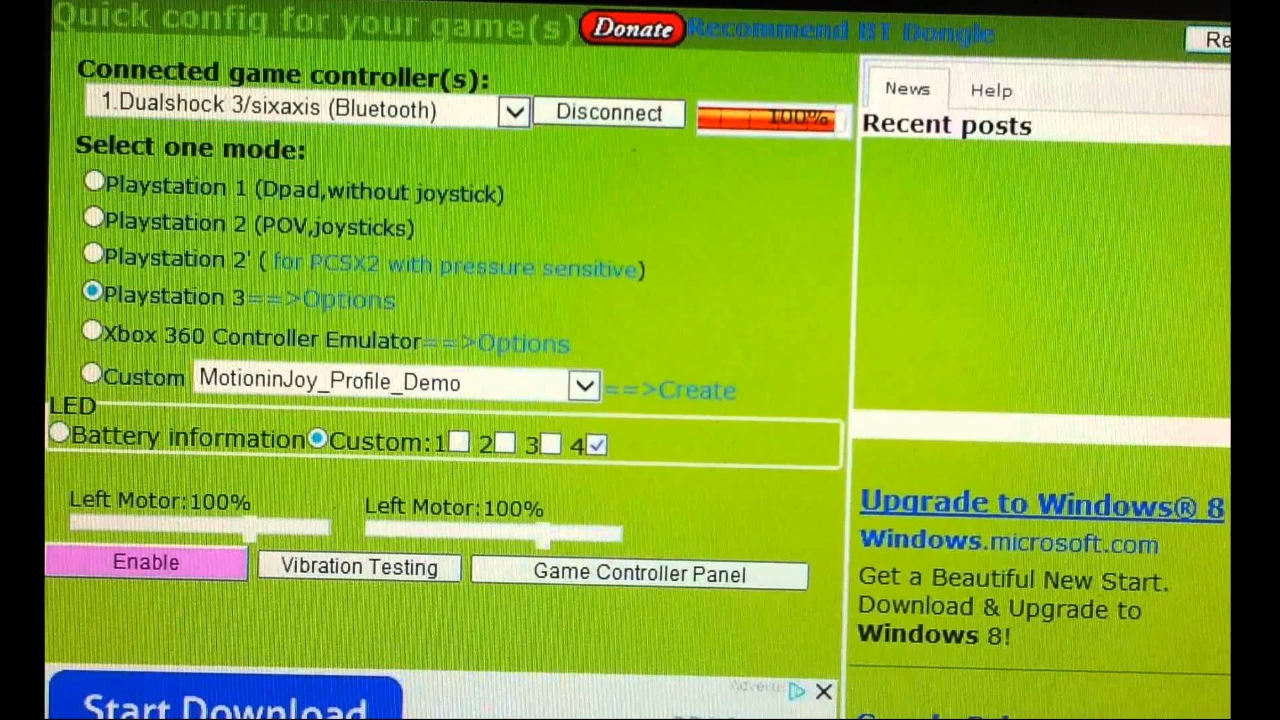 Quick config for your game(s)
Donate
Recommend BT Dongle
Connected game controller(s):
1.Dualshock 3/sixaxis (Bluetooth)
Disconnect
100%
Select one mode:
Playstation 1 (Dpad,without joystick)
Playstation 2 (POV,joysticks)
Playstation 2' ( for PCSX2 with pressure sensitive)
Playstation 3==>Options
Xbox 360 Controller Emulator==>Options
Custom MotioninJoy_Profile_Demo ==>Create
LED
Battery information Custom:1 2 3 4
Left Motor:100% Left Motor:100%
Enable Vibration Testing Game Controller Panel
Start Download
Re
News Help
Recent posts
Upgrade to Windows® 8
Windows.microsoft.com
Get a Beautiful New Start.
Download & Upgrade to
Windows 8!